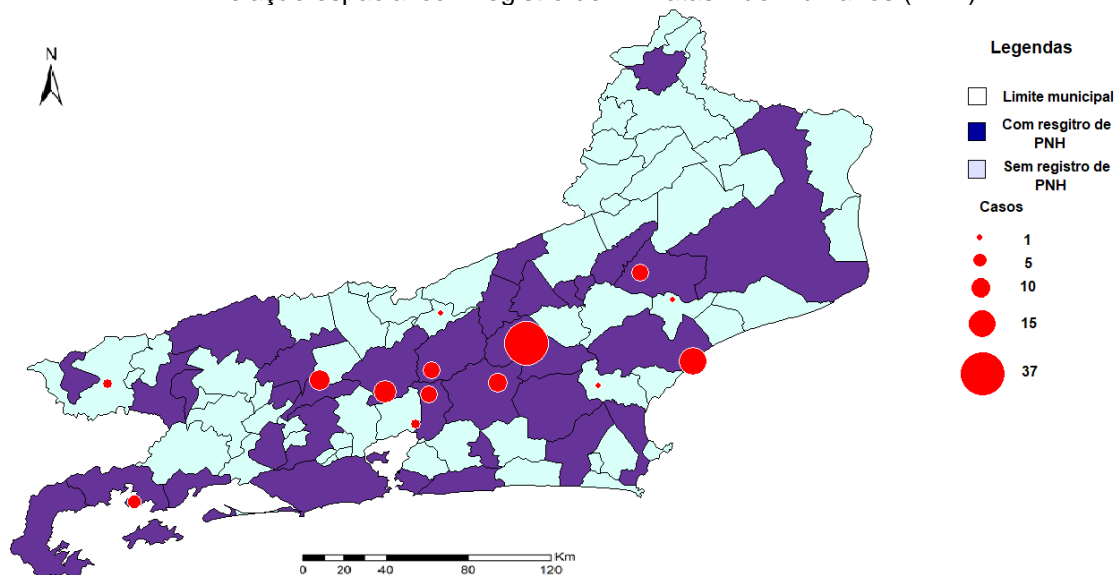 espacial
N
Legendas
Limite municipal
Com resgitro de
PNH
Sem registro de
PNH
Casos
1
5
10
15
37
Km
0 20 40 80 120